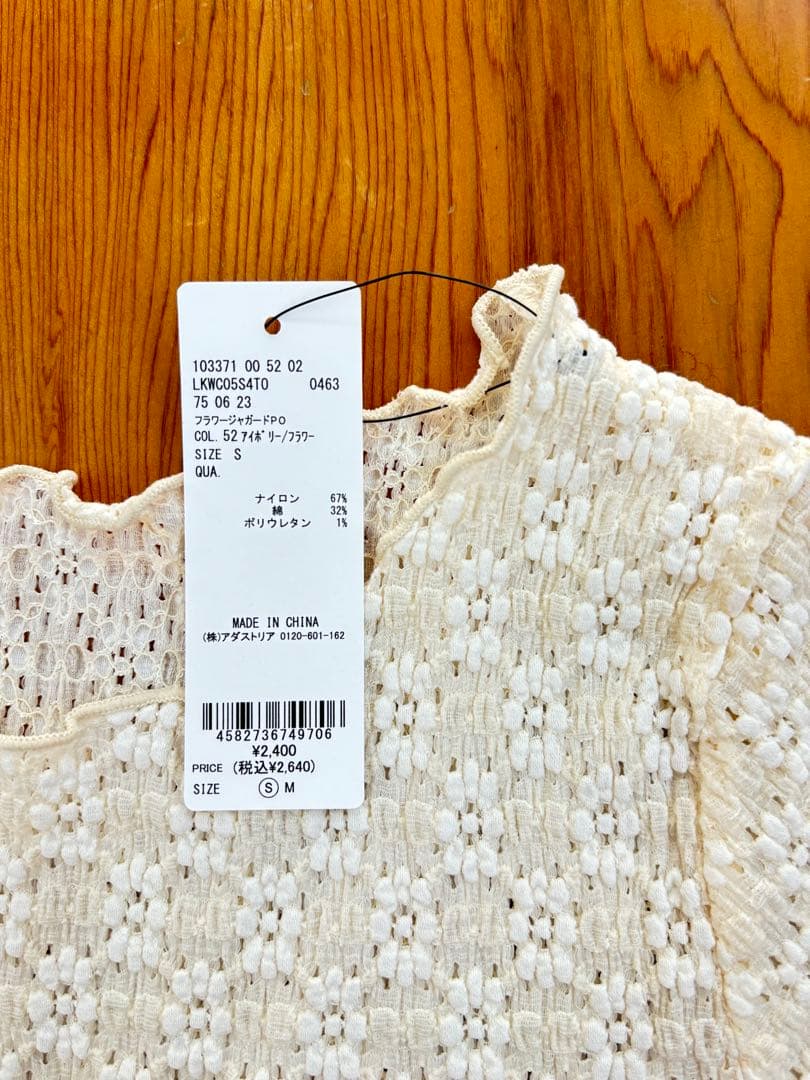 103371 00 52 02
LKWC05S4T0 0463
75 06 23
フラワージャガードPO
COL. 52 アイボリー/フラワー
SIZE S
QUA.
ナイロン 67%
綿 32%
ポリウレタン 1%
MADE IN CHINA
(株)アダストリア 0120-601-162
4582736749706
¥2,400
PRICE (税込¥2,640)
SIZE Ⓢ M